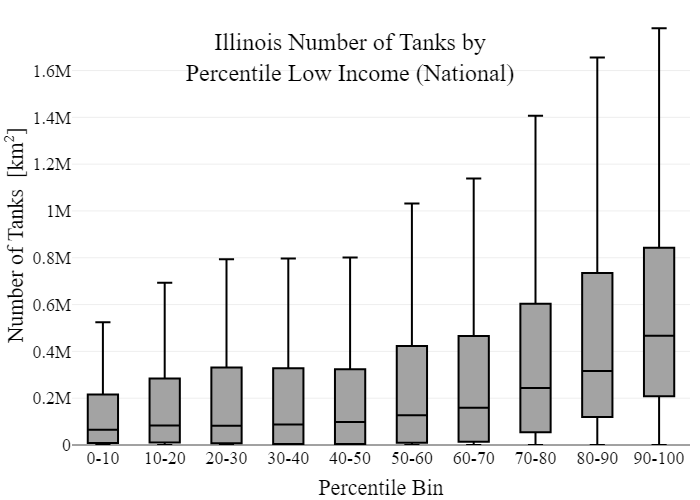 Illinois Number of Tanks by
Percentile Low Income (National)
Number of Tanks [km²]
1.6M
1.4M
1.2M
1M
0.8M
0.6M
0.4M
0.2M
0
0-10 10-20 20-30 30-40 40-50 50-60 60-70 70-80 80-90 90-100
Percentile Bin